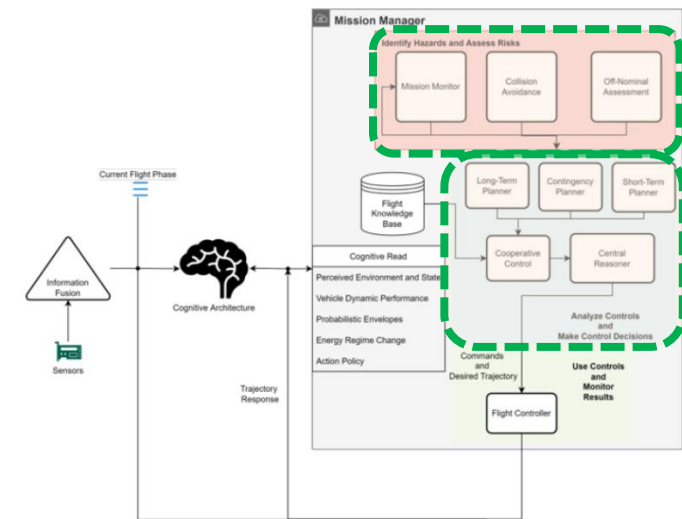 Mission Manager
Identify Hazards and Assess Risks
Mission Monitor
Collision
Avoidance
Off-Nominal
Assessment
Current Flight Phase
Long-Term
Planner
Contingency
Planner
Short-Term
Planner
Flight
Knowledge
Base
Cooperative
Control
Central
Reasoner
Cognitive Read
Information
Fusion
Cognitive Architecture
Perceived Environment and State
Vehicle Dynamic Performance
Probabilistic Envelopes
Energy Regime Change
Action Policy
Analyze Controls
and
Make Control Decisions
Sensors
Trajectory
Response
Commands
and
Desired Trajectory
Use Controls
and
Monitor
Results
Flight Controller